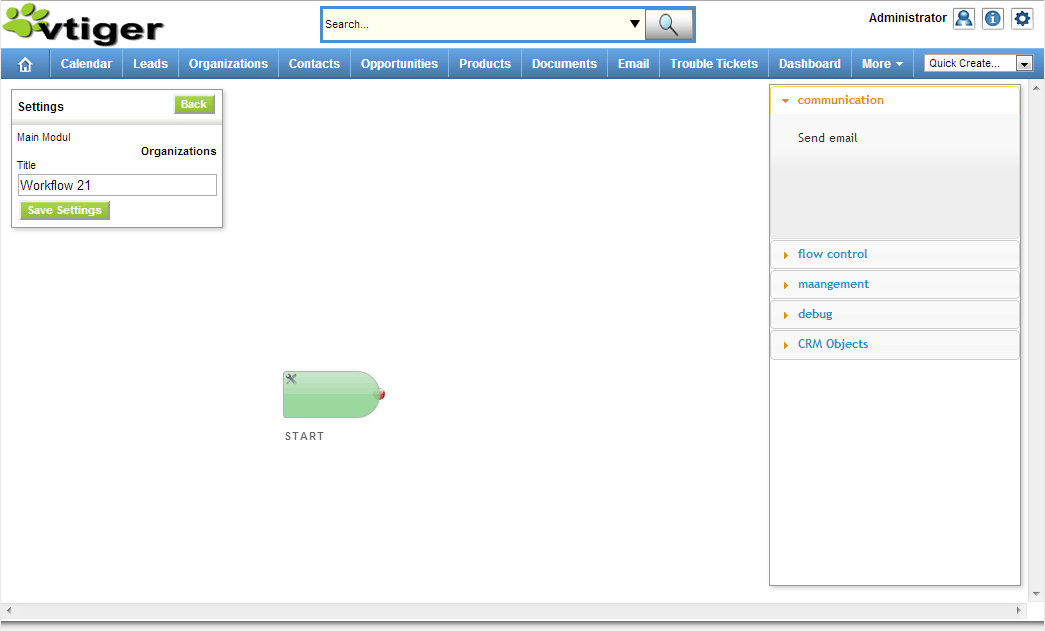 vtiger
Search...
Administrator
Calendar Leads Organizations Contacts Opportunities Products Documents Email Trouble Tickets Dashboard More Quick Create...
Settings Back
Main Modul
Organizations
Title
Workflow 21
Save Settings
START
communication
Send email
flow control
maangement
debug
CRM Objects